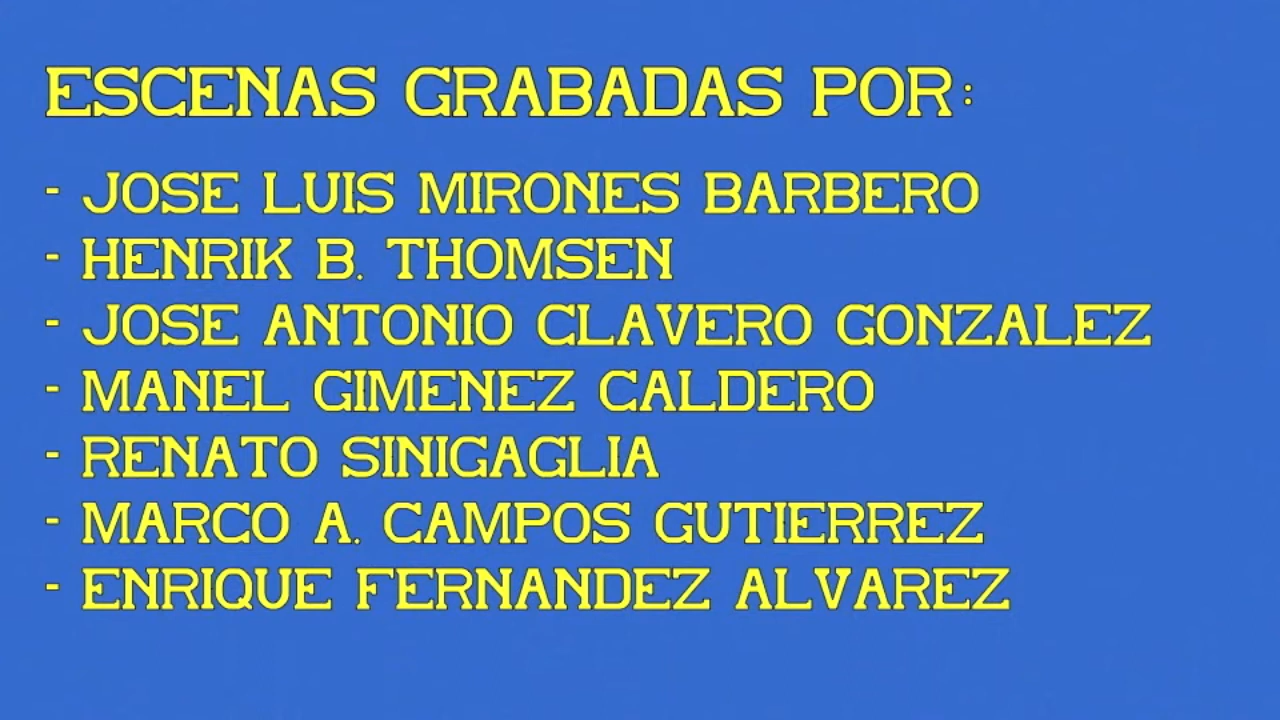 ESCENAS GRABADAS POR:
- JOSE LUIS MIRONES BARBERO
- HENRIK B. THOMSEN
- JOSE ANTONIO CLAVERO GONZALEZ
- MANEL GIMENEZ CALDERO
- RENATO SINIGAGLIA
- MARCO A. CAMPOS GUTIERREZ
- ENRIQUE FERNANDEZ ALVAREZ